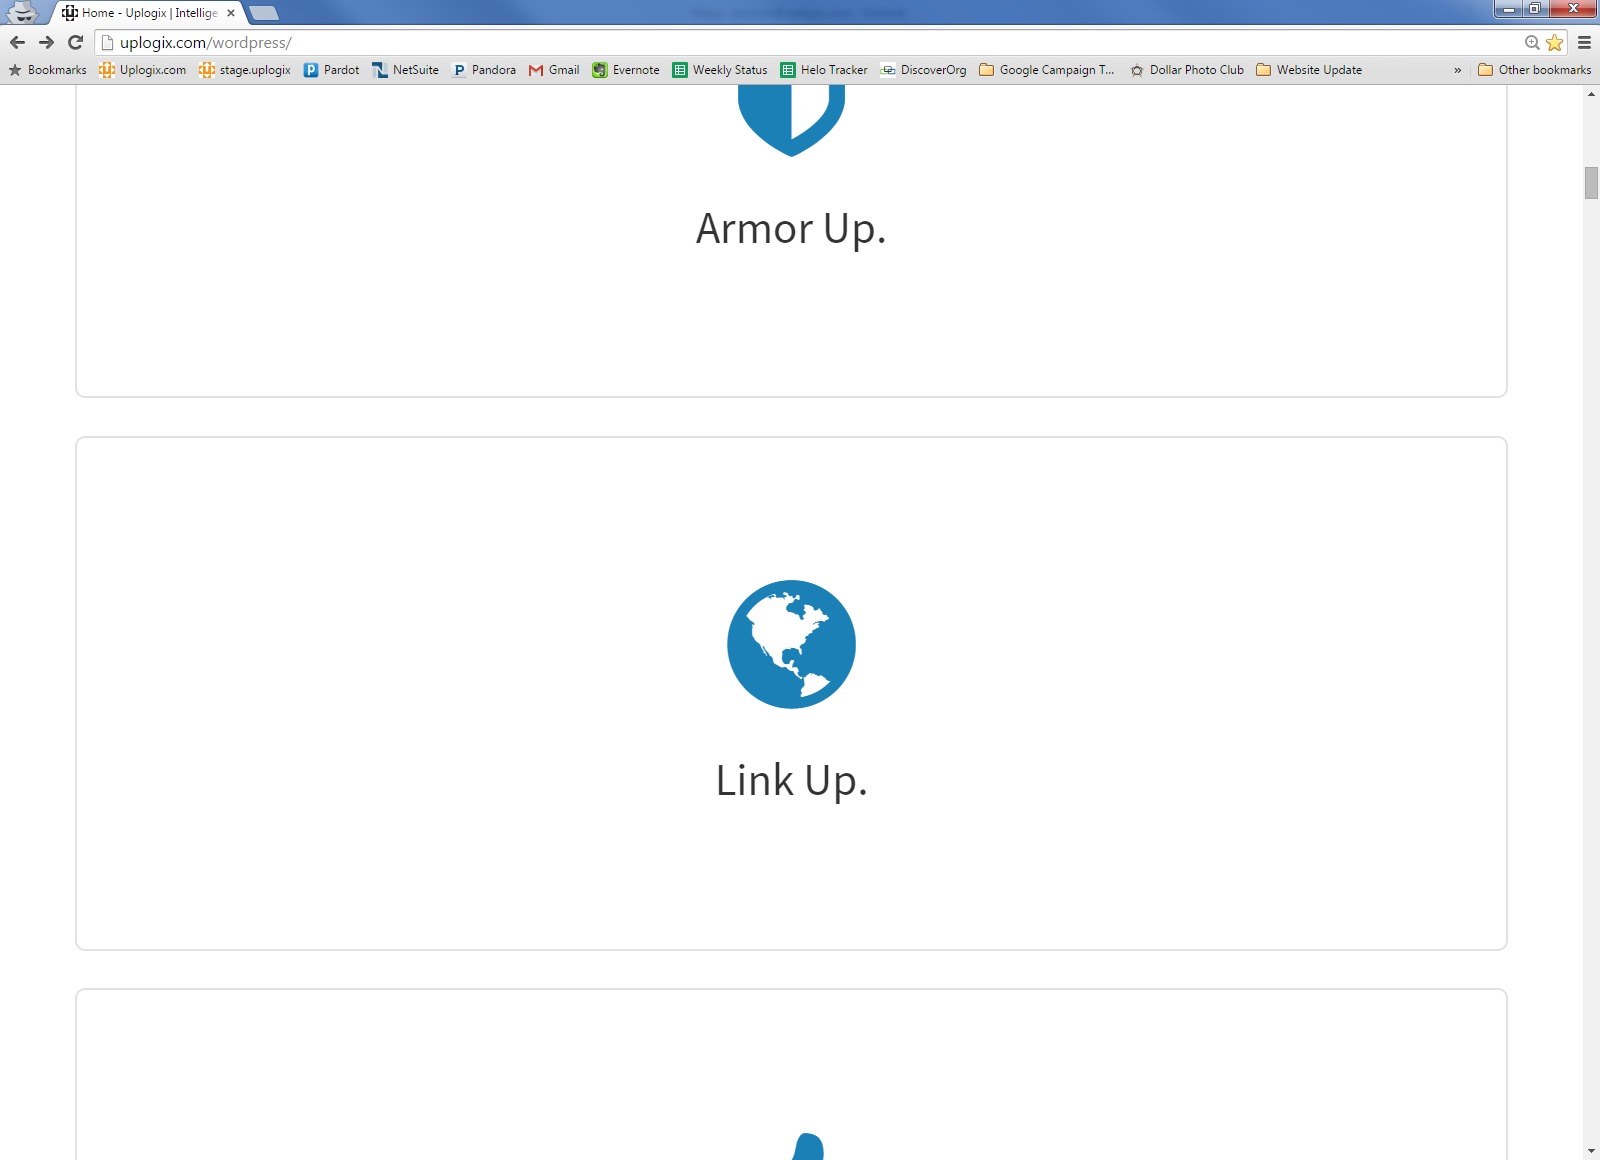 Home - Uplogix | Intellige
uplogix.com/wordpress/
Bookmarks Uplogix.com stage.uplogix Pardot NetSuite Pandora Gmail Evernote Weekly Status Helo Tracker DiscoverOrg Google Campaign T... Dollar Photo Club Website Update » Other bookmarks
Armor Up.
Link Up.